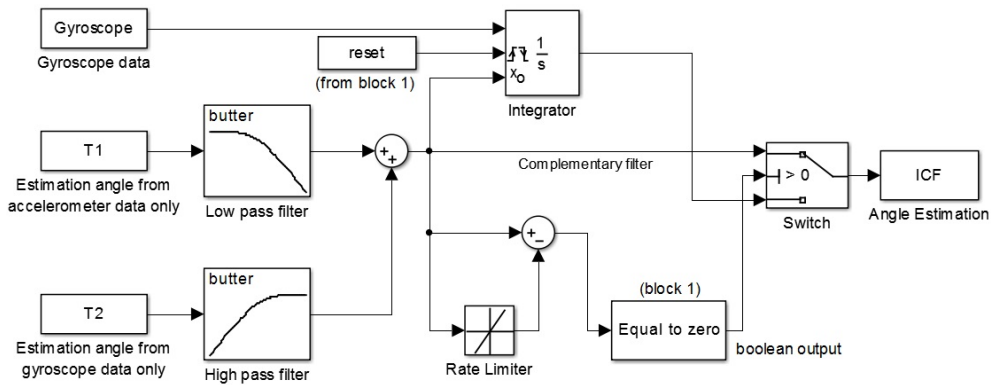 Gyroscope
Gyroscope data
reset
(from block 1)
1
s
xo
Integrator
butter
T1
Estimation angle from
accelerometer data only
Low pass filter
+
+
Complementary filter
> 0
Switch
ICF
Angle Estimation
+
−
butter
T2
Estimation angle from
gyroscope data only
High pass filter
Rate Limiter
(block 1)
Equal to zero
boolean output